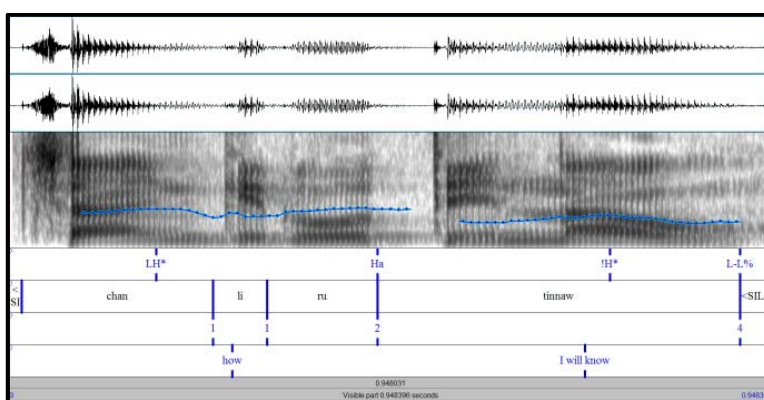 LH* Ha !H* L-L%
<
SI chan li ru tinnaw <SIL
1 1 2 4
how I will know
0.948031
Visible part 0.948396 seconds